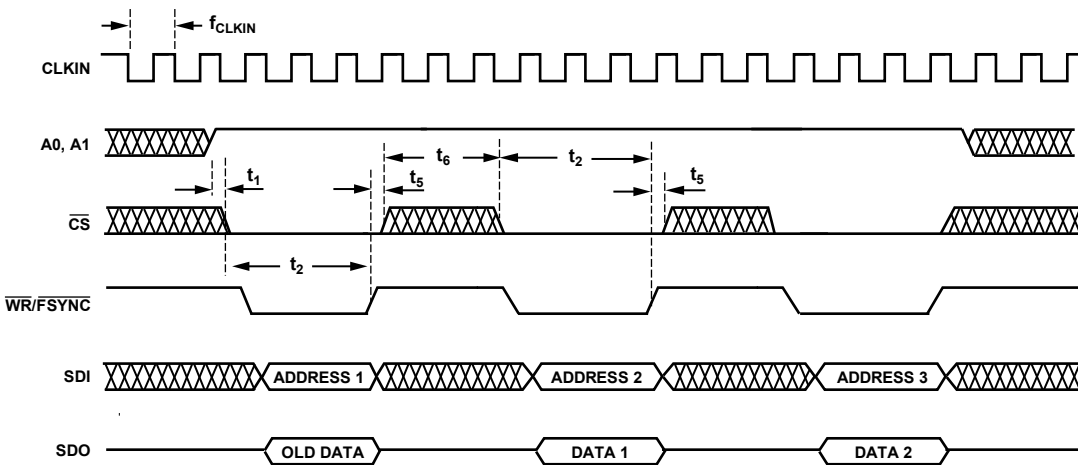 fCLKIN
CLKIN
A0, A1
t6
t2
t1
t5
t5
CS
t2
WR/FSYNC
SDI
ADDRESS 1
ADDRESS 2
ADDRESS 3
SDO
OLD DATA
DATA 1
DATA 2